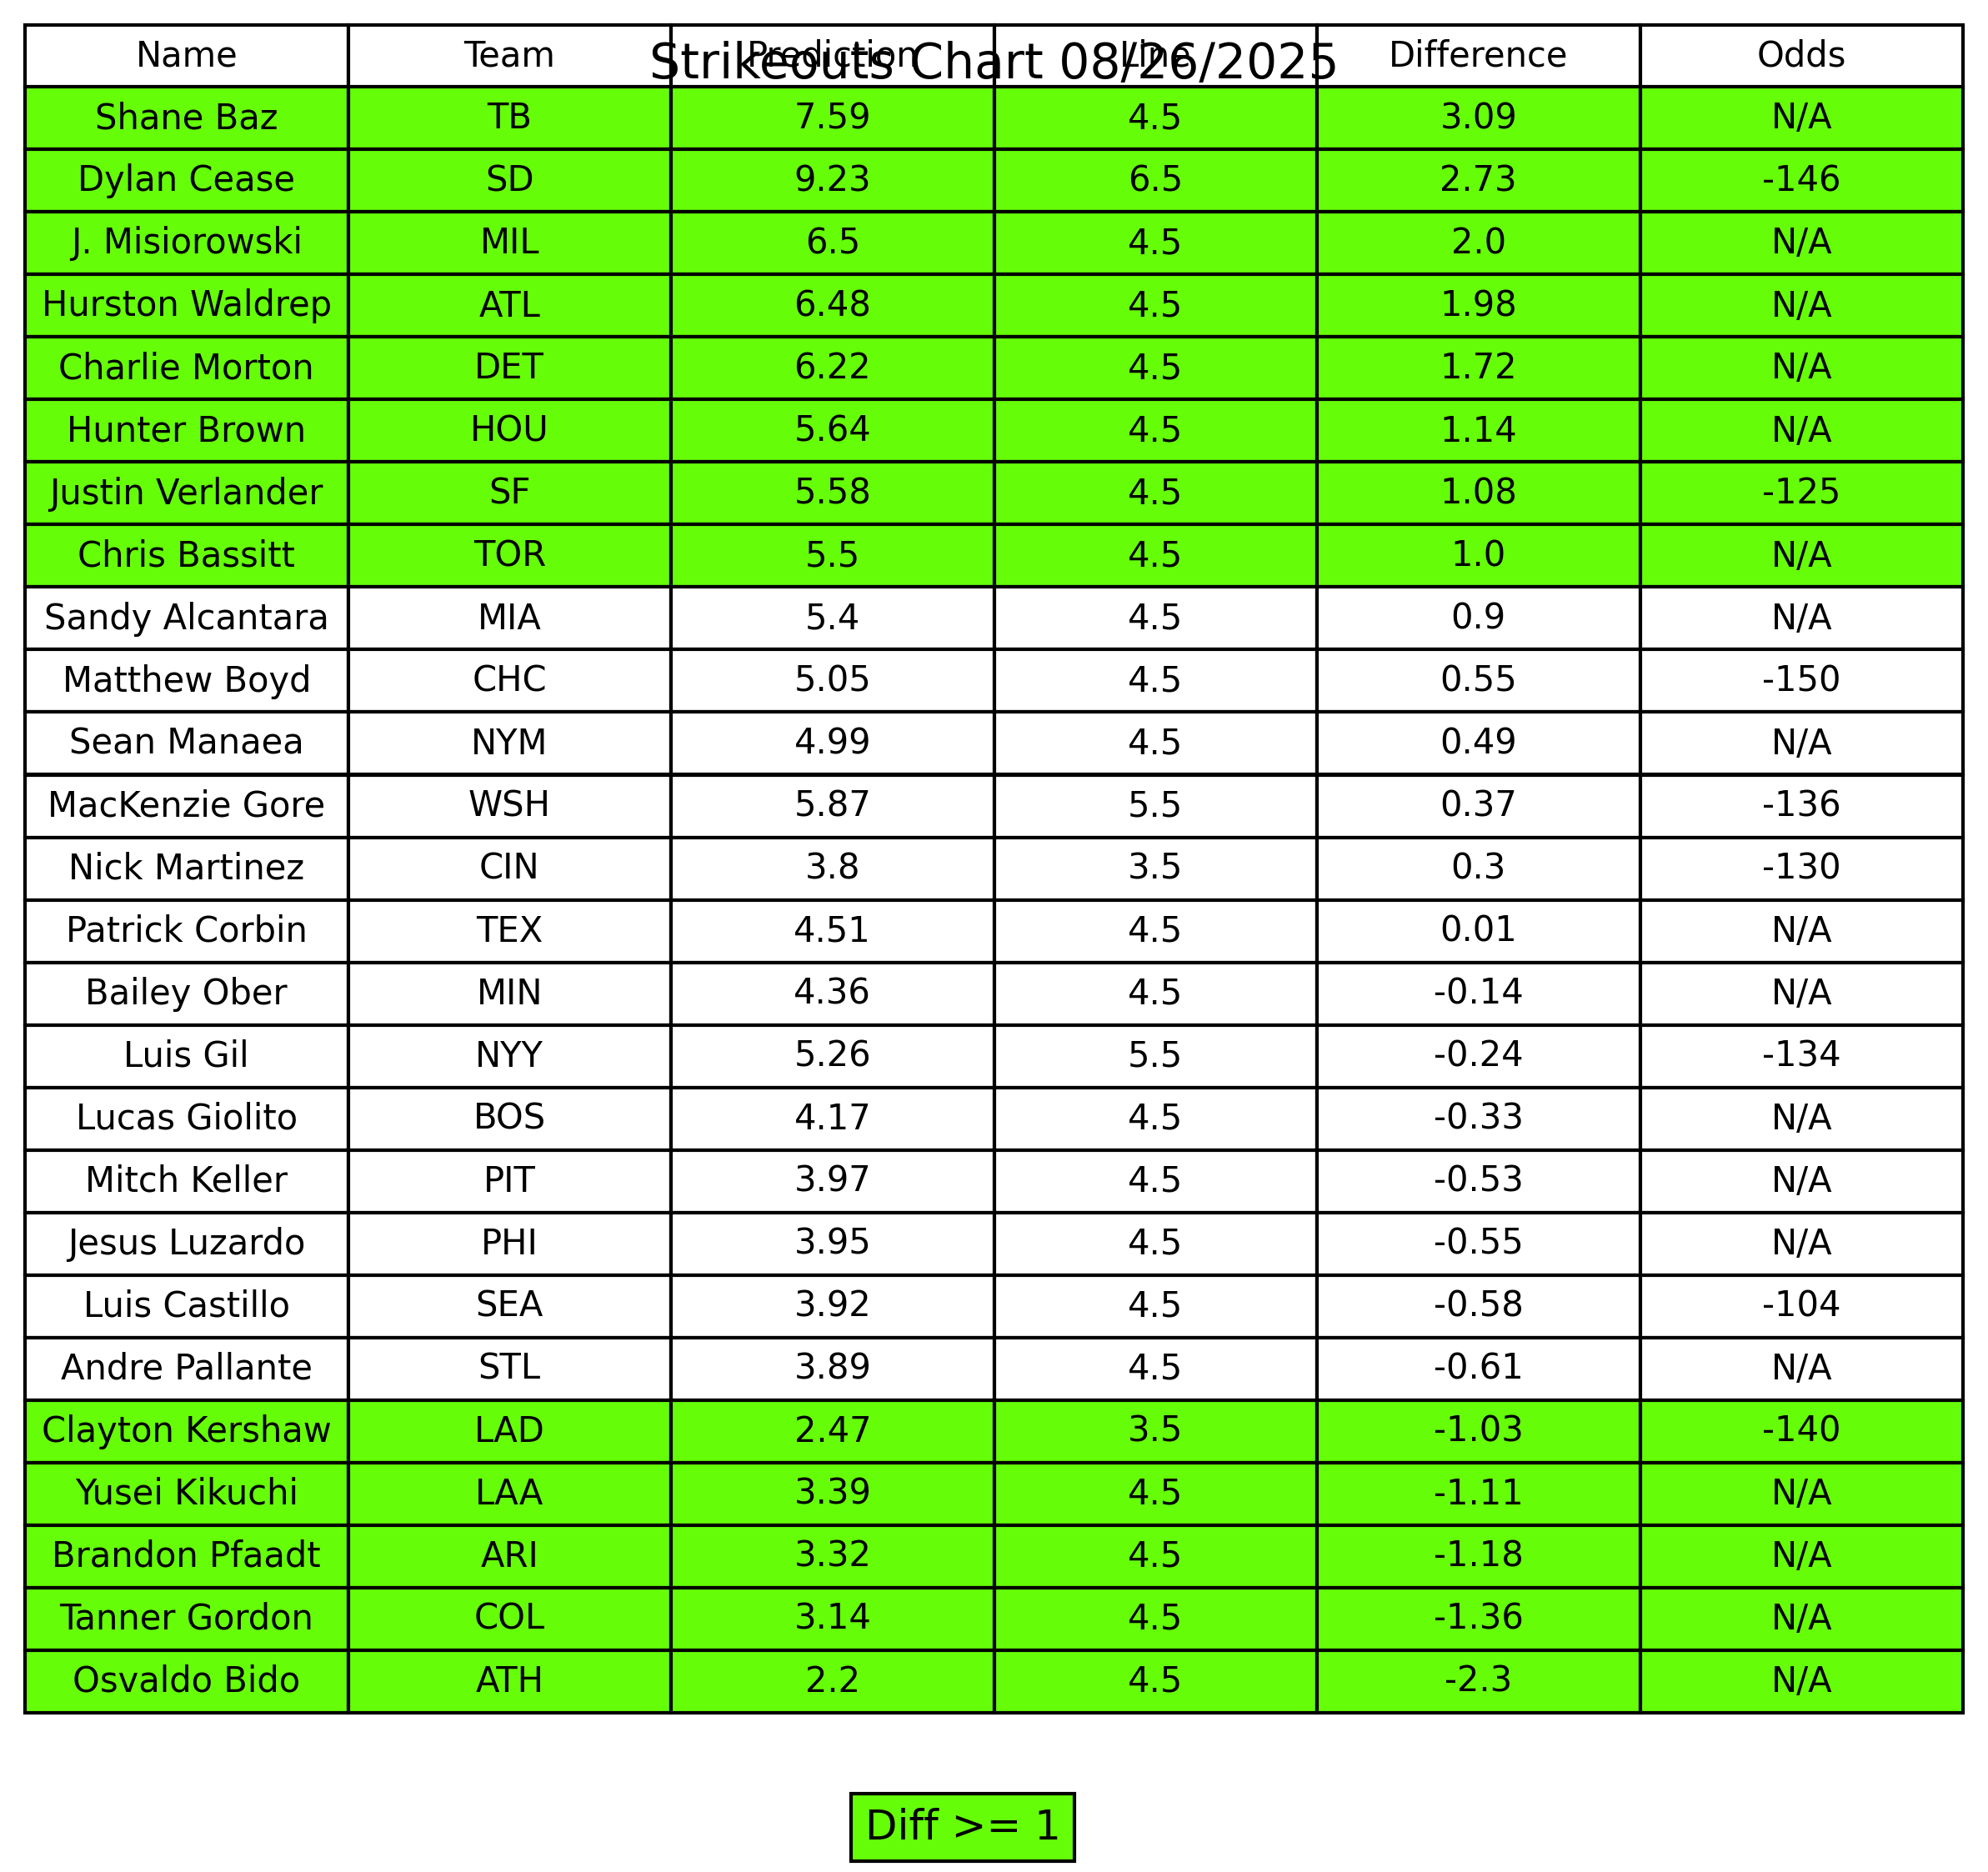 Strikeouts Chart 08/26/2025
Name Team Prediction Line Difference Odds
Shane Baz TB 7.59 4.5 3.09 N/A
Dylan Cease SD 9.23 6.5 2.73 -146
J. Misiorowski MIL 6.5 4.5 2.0 N/A
Hurston Waldrep ATL 6.48 4.5 1.98 N/A
Charlie Morton DET 6.22 4.5 1.72 N/A
Hunter Brown HOU 5.64 4.5 1.14 N/A
Justin Verlander SF 5.58 4.5 1.08 -125
Chris Bassitt TOR 5.5 4.5 1.0 N/A
Sandy Alcantara MIA 5.4 4.5 0.9 N/A
Matthew Boyd CHC 5.05 4.5 0.55 -150
Sean Manaea NYM 4.99 4.5 0.49 N/A
MacKenzie Gore WSH 5.87 5.5 0.37 -136
Nick Martinez CIN 3.8 3.5 0.3 -130
Patrick Corbin TEX 4.51 4.5 0.01 N/A
Bailey Ober MIN 4.36 4.5 -0.14 N/A
Luis Gil NYY 5.26 5.5 -0.24 -134
Lucas Giolito BOS 4.17 4.5 -0.33 N/A
Mitch Keller PIT 3.97 4.5 -0.53 N/A
Jesus Luzardo PHI 3.95 4.5 -0.55 N/A
Luis Castillo SEA 3.92 4.5 -0.58 -104
Andre Pallante STL 3.89 4.5 -0.61 N/A
Clayton Kershaw LAD 2.47 3.5 -1.03 -140
Yusei Kikuchi LAA 3.39 4.5 -1.11 N/A
Brandon Pfaadt ARI 3.32 4.5 -1.18 N/A
Tanner Gordon COL 3.14 4.5 -1.36 N/A
Osvaldo Bido ATH 2.2 4.5 -2.3 N/A
Diff >= 1